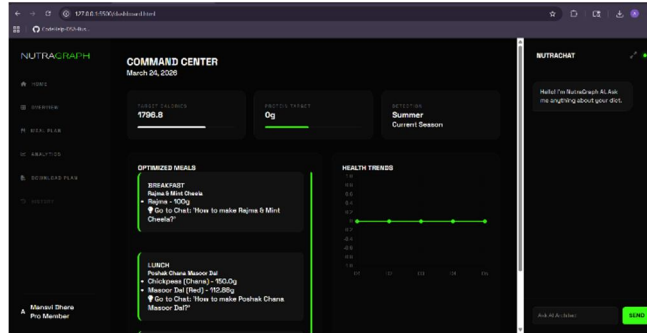 127.0.0.1:5500/dashboard.html
NUTRAGRAPH
HOME
OVERVIEW
MEAL PLAN
ANALYTICS
DOWNLOAD PLAN
HISTORY
A
Mansvi Dhere
Pro Member
COMMAND CENTER
March 24, 2026
TARGET CALORIES
1796.8
PROTEIN TARGET
0g
DETECTION
Summer
Current Season
OPTIMIZED MEALS
BREAKFAST
Rajma & Mint Cheela
• Rajma - 100g
💡Go to Chat: 'How to make Rajma & Mint
Cheela?'
LUNCH
Poshak Chana Masoor Dal
• Chickpeas (Chana) - 150.0g
• Masoor Dal (Red) - 112.88g
💡Go to Chat: 'How to make Poshak Chana
Masoor Dal?'
HEALTH TRENDS
NUTRACHAT
Hello! I'm NutraGraph AI. Ask
me anything about your diet.
Ask AI Architect
SEND